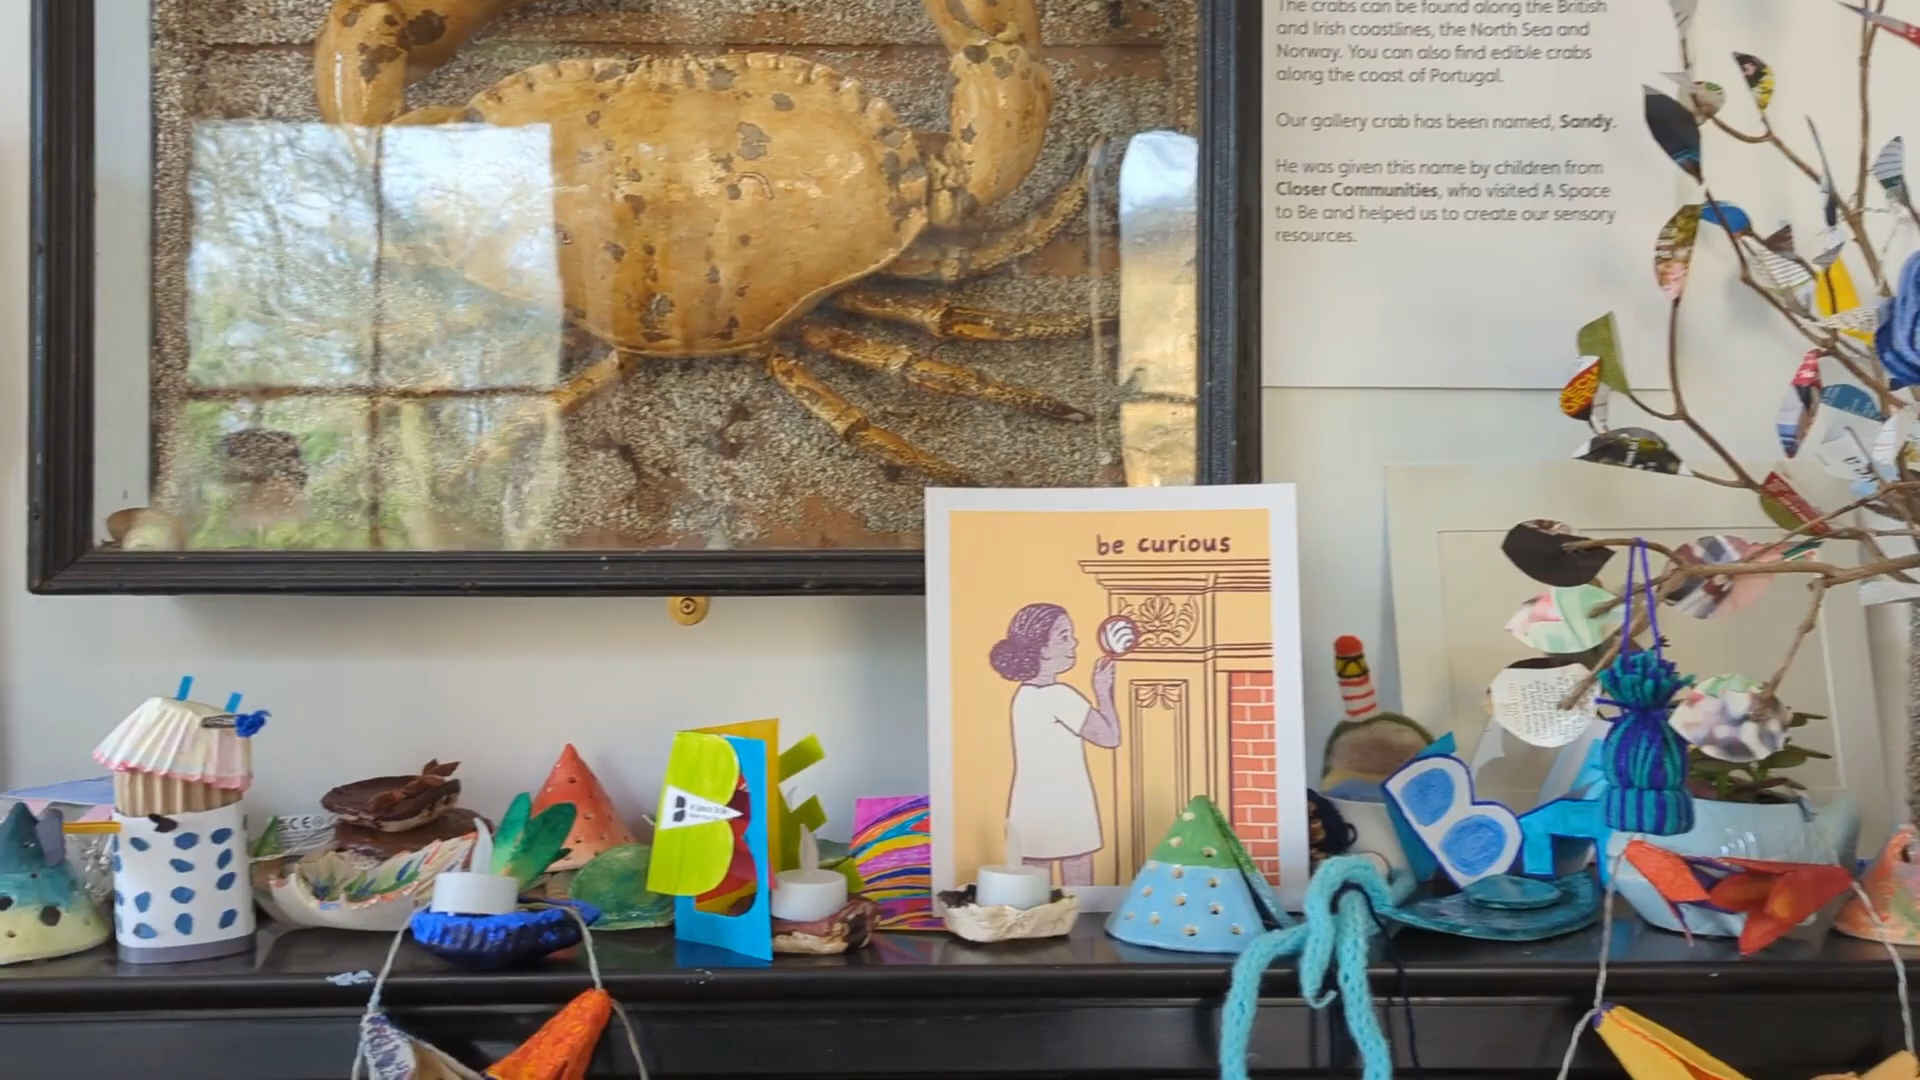 The crabs can be found along the British
and Irish coastlines, the North Sea and
Norway. You can also find edible crabs
along the coast of Portugal.
Our gallery crab has been named, Sandy.
He was given this name by children from
Closer Communities, who visited A Space
to Be and helped us to create our sensory
resources.
be curious
B